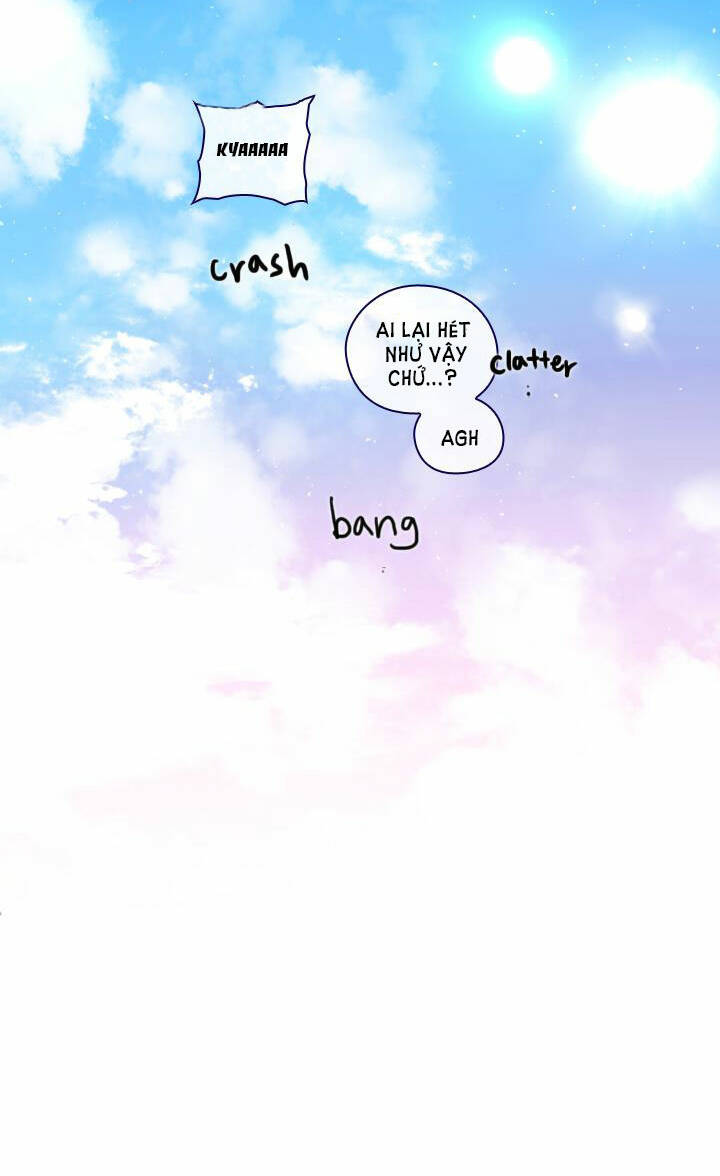 KYAAAAA
crash
AI LẠI HÉT
NHƯ VẬY
CHỨ...?
clatter
AGH
bang